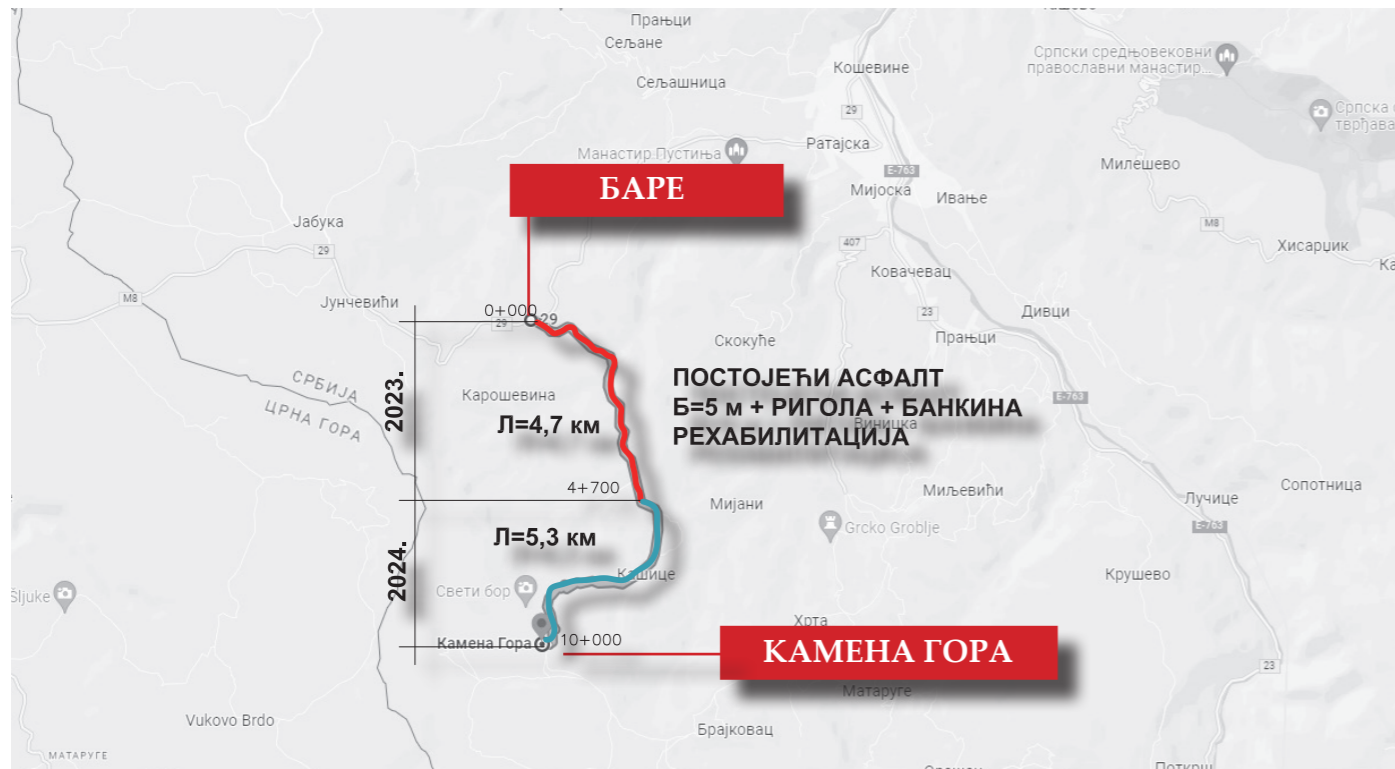 Прањци
Сељане
Сељашница
Кошевине
Српски средњовековни
православни манастир...
Српска
тврђава
29
Ратајска
Манастир Пустиња
E-763
Милешево
БАРЕ
Мијоска
Ивање
Јабука
29
M8
407
Хисарџик
Ковачевац
M8
Јунчевићи
0+000
29
29
23
Дивци
Скокуће
Прањци
СРБИЈА
ЦРНА ГОРА
2023.
Карошевина
Л=4,7 км
ПОСТОЈЕЋИ АСФАЛТ
Б=5 м + РИГОЛА + БАНКИНА
РЕХАБИЛИТАЦИЈА
E-763
Виницка
4+700
Мијани
Миљевићи
Лучице
Сопотница
Grcko Groblje
E-763
Л=5,3 км
2024.
Кашице
Крушево
Šljuke
Свети бор
Хрта
Камена Гора
10+000
КАМЕНА ГОРА
23
Матаруге
Vukovo Brdo
Брајковац
МАТАРУГЕ